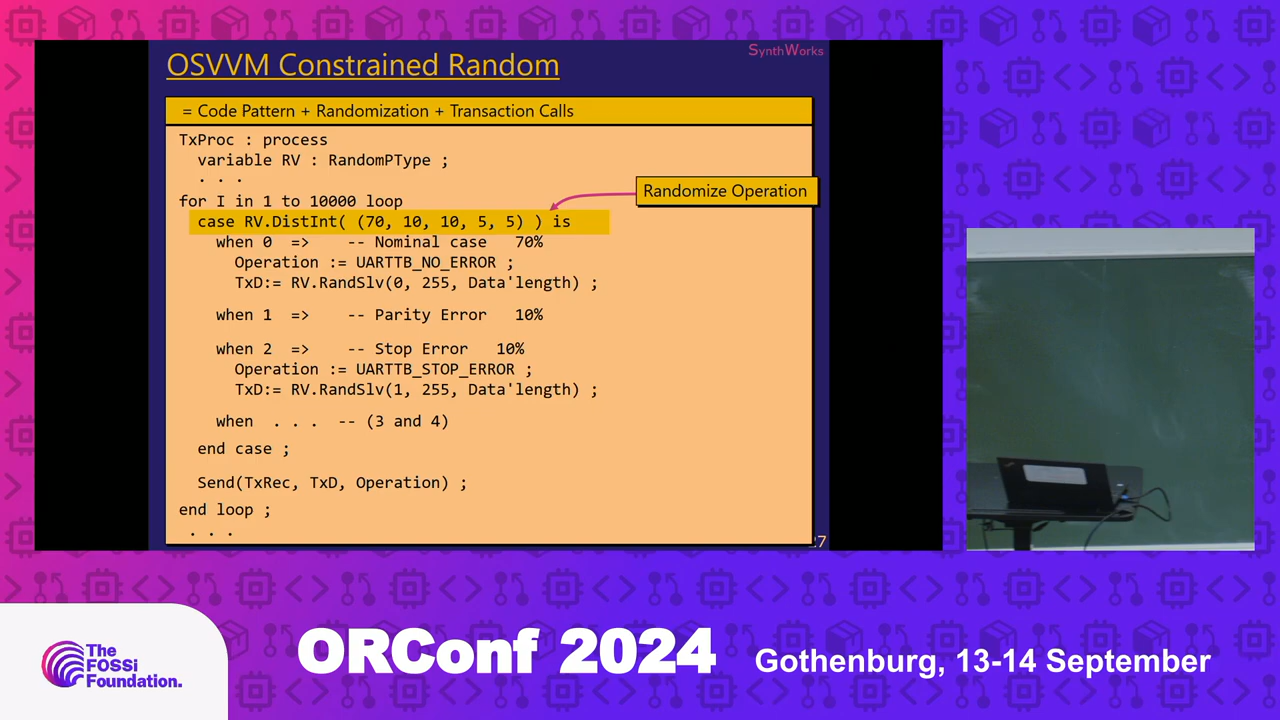 SynthWorks
OSVVM Constrained Random
= Code Pattern + Randomization + Transaction Calls
TxProc : process
variable RV : RandomPType ;
. . .
for I in 1 to 10000 loop
Randomize Operation
case RV.DistInt( (70, 10, 10, 5, 5) ) is
when 0 => -- Nominal case 70%
Operation := UARTTB_NO_ERROR ;
TxD:= RV.RandSlv(0, 255, Data'length) ;
when 1 => -- Parity Error 10%
when 2 => -- Stop Error 10%
Operation := UARTTB_STOP_ERROR ;
TxD:= RV.RandSlv(1, 255, Data'length) ;
when . . . -- (3 and 4)
end case ;
Send(TxRec, TxD, Operation) ;
end loop ;
. . .
27
The
FOSSi
Foundation.
ORConf 2024
Gothenburg, 13-14 September